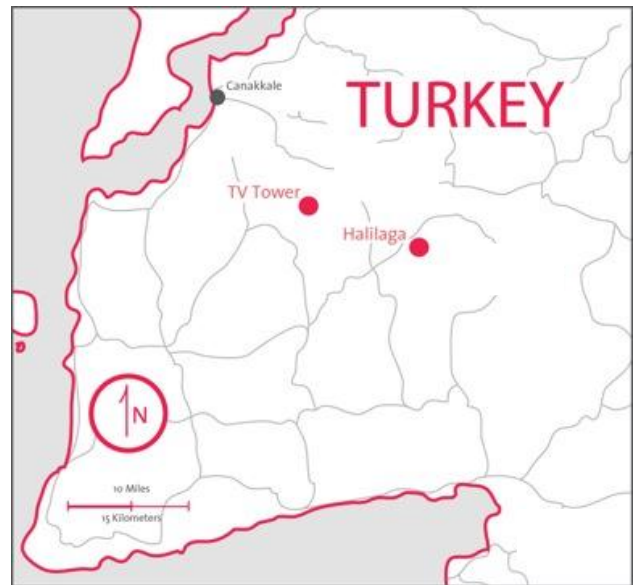 Canakkale
TURKEY
TV Tower
Halilaga
N
10 Miles
15 Kilometers